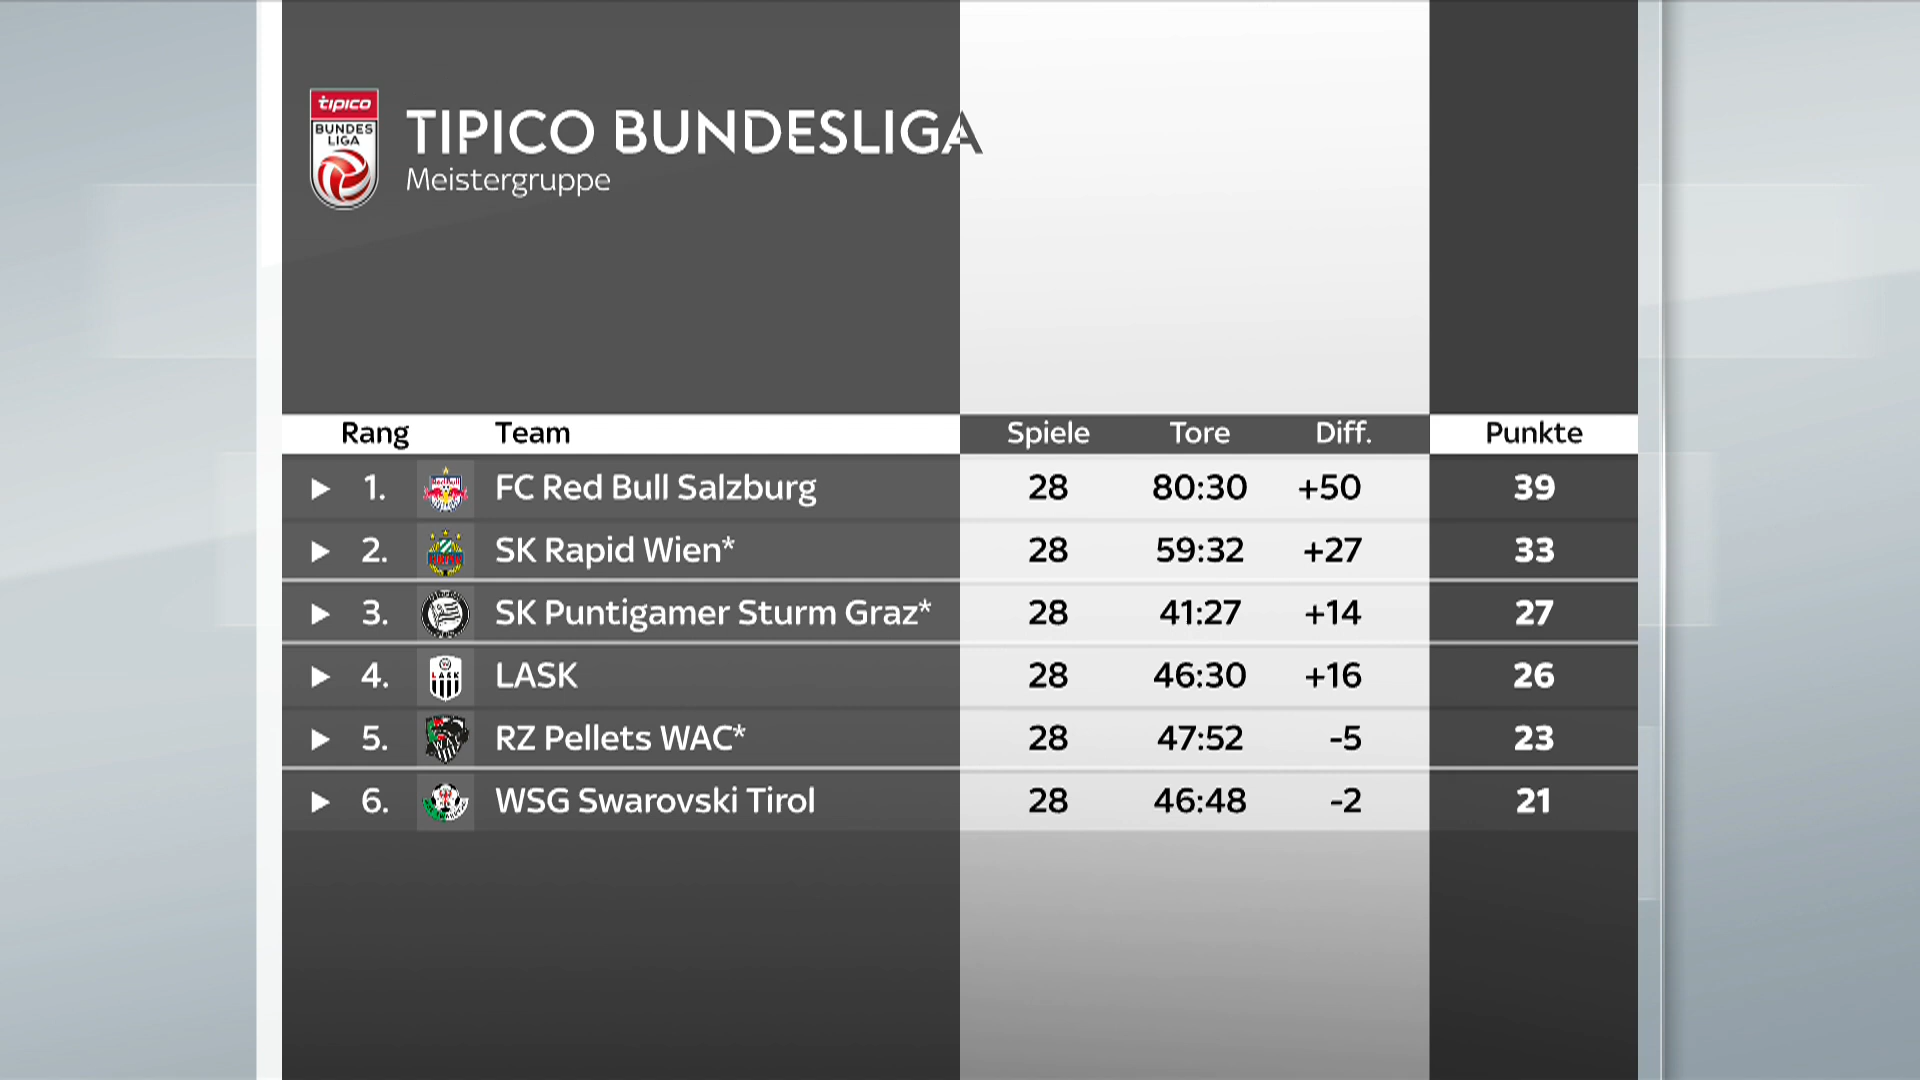 tipico
BUNDES
LIGA
TIPICO BUNDESLIGA
Meistergruppe
Rang Team Spiele Tore Diff. Punkte
1. FC Red Bull Salzburg 28 80:30 +50 39
2. SK Rapid Wien* 28 59:32 +27 33
3. SK Puntigamer Sturm Graz* 28 41:27 +14 27
4. LASK 28 46:30 +16 26
5. RZ Pellets WAC* 28 47:52 -5 23
6. WSG Swarovski Tirol 28 46:48 -2 21